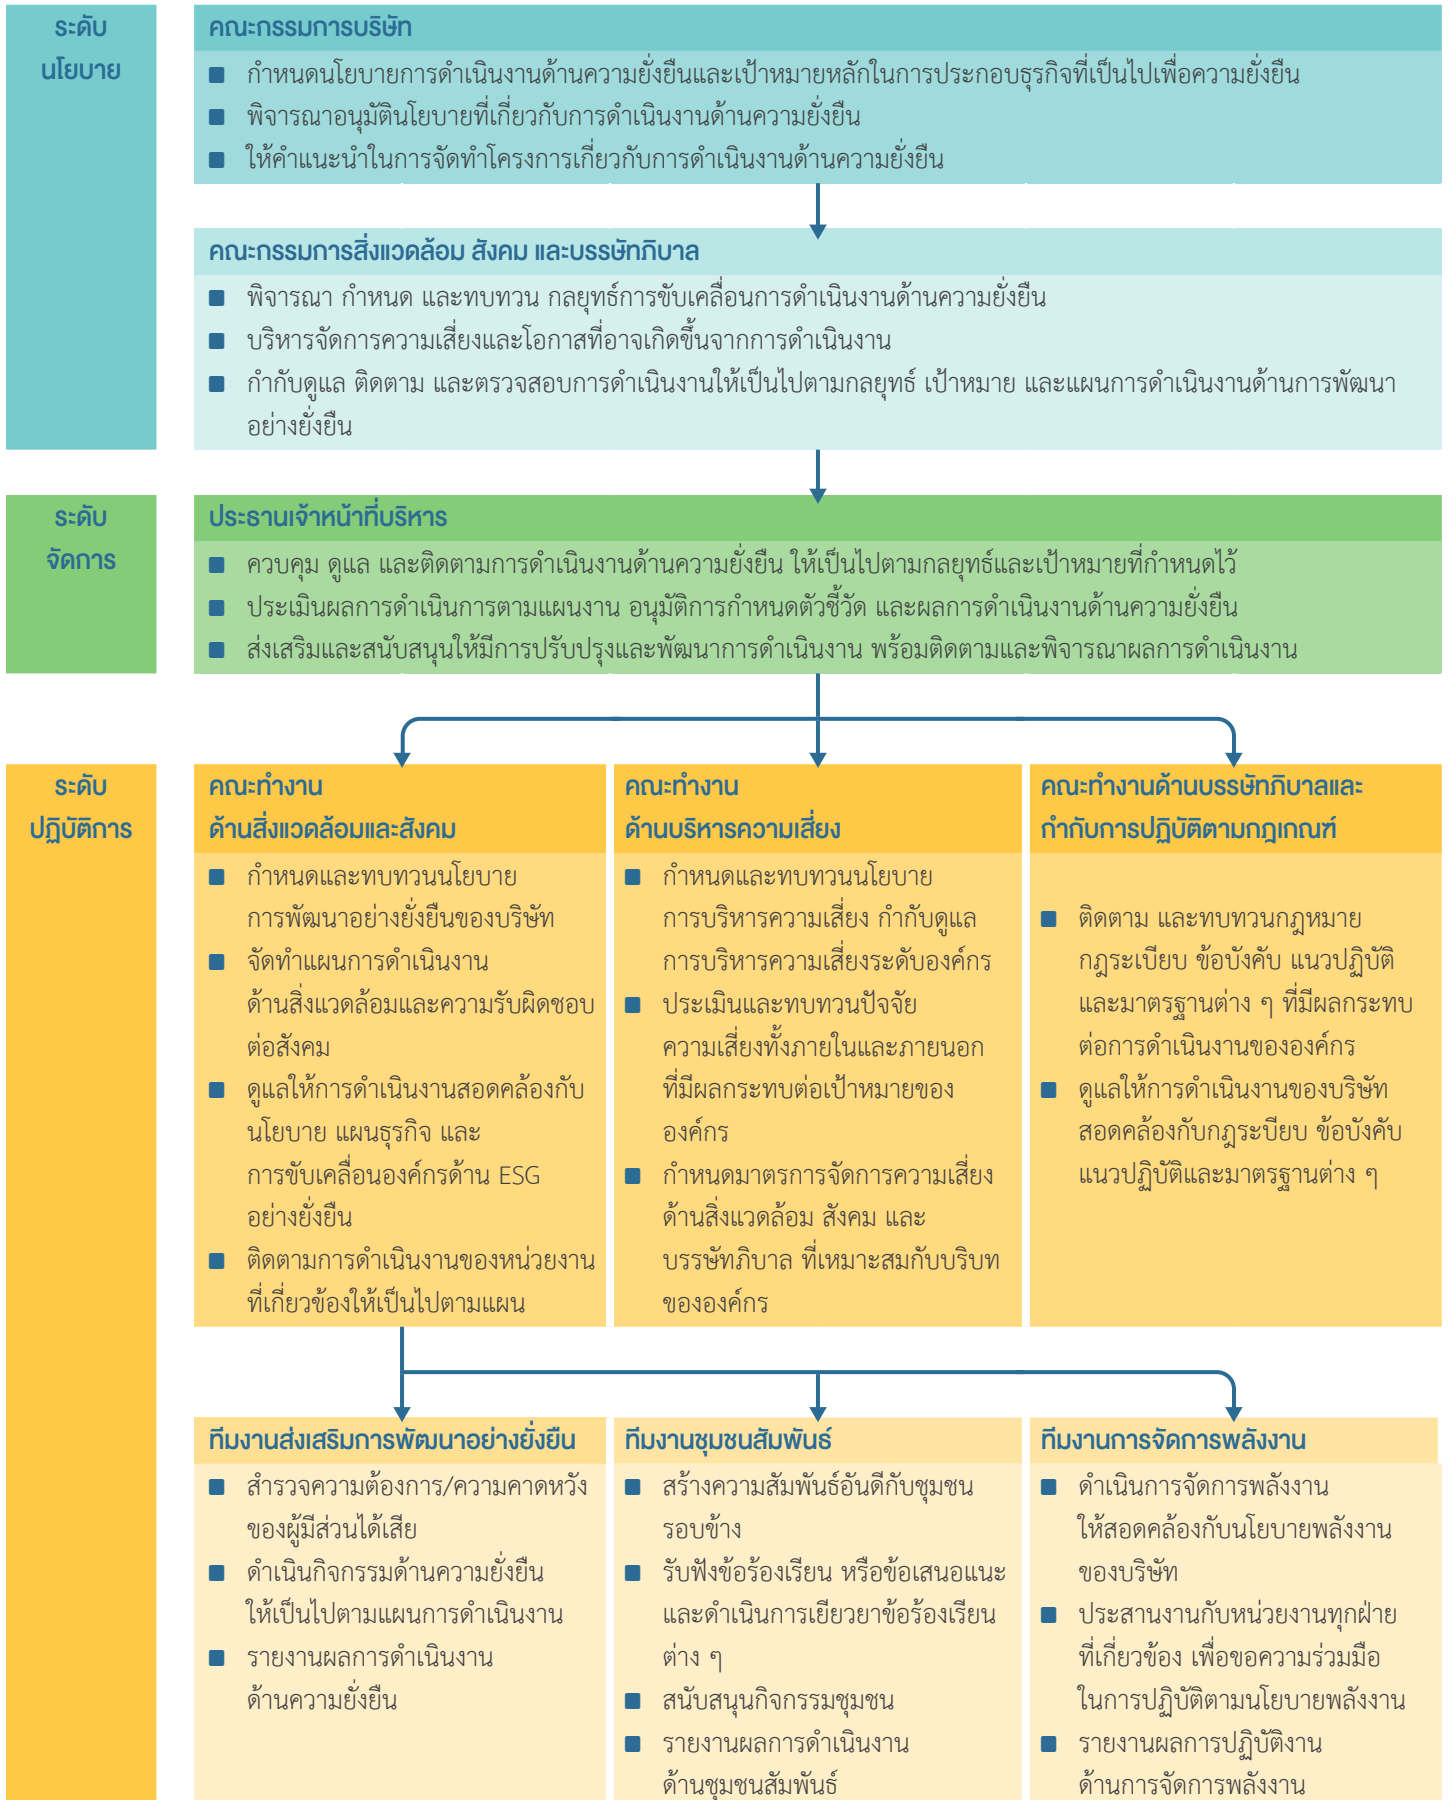 ระดับ
นโยบาย
คณะกรรมการบริษัท
กำหนดนโยบายการดำเนินงานด้านความยั่งยืนและเป้าหมายหลักในการประกอบธุรกิจที่เป็นไปเพื่อความยั่งยืน
พิจารณาอนุมัตินโยบายที่เกี่ยวกับการดำเนินงานด้านความยั่งยืน
ให้คำแนะนำในการจัดทำโครงการเกี่ยวกับการดำเนินงานด้านความยั่งยืน
คณะกรรมการสิ่งแวดล้อม สังคม และบรรษัทภิบาล
พิจารณา กำหนด และทบทวน กลยุทธ์การขับเคลื่อนการดำเนินงานด้านความยั่งยืน
บริหารจัดการความเสี่ยงและโอกาสที่อาจเกิดขึ้นจากการดำเนินงาน
กำกับดูแล ติดตาม และตรวจสอบการดำเนินงานให้เป็นไปตามกลยุทธ์ เป้าหมาย และแผนการดำเนินงานด้านการพัฒนา
อย่างยั่งยืน
ระดับ
จัดการ
ประธานเจ้าหน้าที่บริหาร
ควบคุม ดูแล และติดตามการดำเนินงานด้านความยั่งยืน ให้เป็นไปตามกลยุทธ์และเป้าหมายที่กำหนดไว้
ประเมินผลการดำเนินการตามแผนงาน อนุมัติการกำหนดตัวชี้วัด และผลการดำเนินงานด้านความยั่งยืน
ส่งเสริมและสนับสนุนให้มีการปรับปรุงและพัฒนาการดำเนินงาน พร้อมติดตามและพิจารณาผลการดำเนินงาน
ระดับ
ปฏิบัติการ
คณะทำงาน
ด้านสิ่งแวดล้อมและสังคม
กำหนดและทบทวนนโยบาย
การพัฒนาอย่างยั่งยืนของบริษัท
จัดทำแผนการดำเนินงาน
ด้านสิ่งแวดล้อมและความรับผิดชอบ
ต่อสังคม
ดูแลให้การดำเนินงานสอดคล้องกับ
นโยบาย แผนธุรกิจ และ
การขับเคลื่อนองค์กรด้าน ESG
อย่างยั่งยืน
ติดตามการดำเนินงานของหน่วยงาน
ที่เกี่ยวข้องให้เป็นไปตามแผน
คณะทำงาน
ด้านบริหารความเสี่ยง
กำหนดและทบทวนนโยบาย
การบริหารความเสี่ยง กำกับดูแล
การบริหารความเสี่ยงระดับองค์กร
ประเมินและทบทวนปัจจัย
ความเสี่ยงทั้งภายในและภายนอก
ที่มีผลกระทบต่อเป้าหมายของ
องค์กร
กำหนดมาตรการจัดการความเสี่ยง
ด้านสิ่งแวดล้อม สังคม และ
บรรษัทภิบาล ที่เหมาะสมกับบริบท
ขององค์กร
คณะทำงานด้านบรรษัทภิบาลและ
กำกับการปฏิบัติตามกฎเกณฑ์
ติดตาม และทบทวนกฎหมาย
กฎระเบียบ ข้อบังคับ แนวปฏิบัติ
และมาตรฐานต่าง ๆ ที่มีผลกระทบ
ต่อการดำเนินงานขององค์กร
ดูแลให้การดำเนินงานของบริษัท
สอดคล้องกับกฎระบียบ ข้อบังคับ
แนวปฏิบัติและมาตรฐานต่าง ๆ
ทีมงานส่งเสริมการพัฒนาอย่างยั่งยืน
สำรวจความต้องการ/ความคาดหวัง
ของผู้มีส่วนได้เสีย
ดำเนินกิจกรรมด้านความยั่งยืน
ให้เป็นไปตามแผนการดำเนินงาน
รายงานผลการดำเนินงาน
ด้านความยั่งยืน
ทีมงานชุมชนสัมพันธ์
สร้างความสัมพันธ์อันดีกับชุมชน
รอบข้าง
รับฟังข้อร้องเรียน หรือข้อเสนอแนะ
และดำเนินการเยียวยาข้อร้องเรียน
ต่าง ๆ
สนับสนุนกิจกรรมชุมชน
รายงานผลการดำเนินงาน
ด้านชุมชนสัมพันธ์
ทีมงานการจัดการพลังงาน
ดำเนินการจัดการพลังงาน
ให้สอดคล้องกับนโยบายพลังงาน
ของบริษัท
ประสานงานกับหน่วยงานทุกฝ่าย
ที่เกี่ยวข้อง เพื่อขอความร่วมมือ
ในการปฏิบัติตามนโยบายพลังงาน
รายงานผลการปฏิบัติงาน
ด้านการจัดการพลังงาน